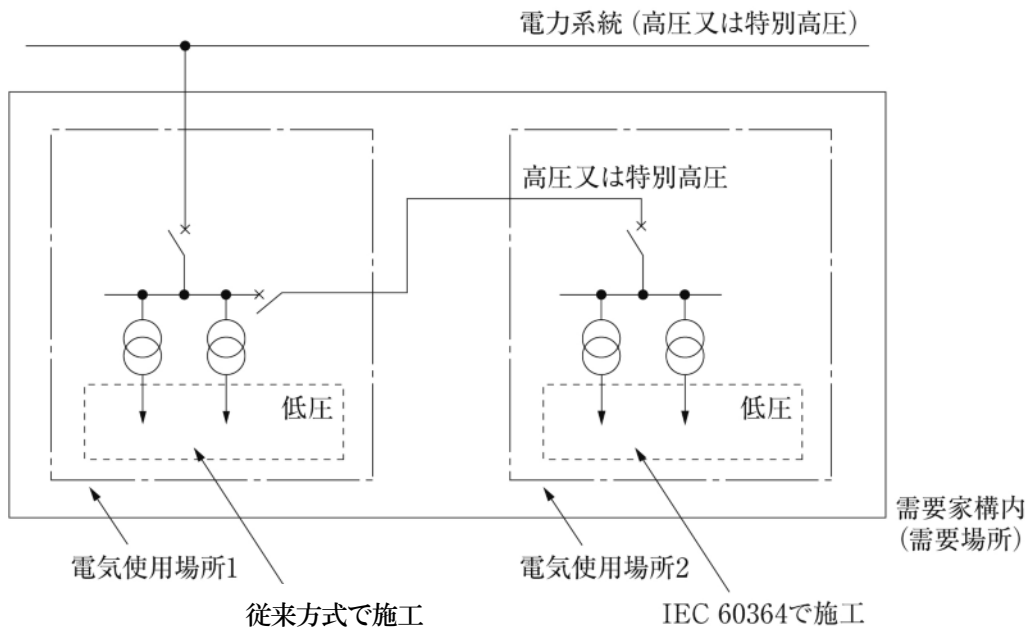 電力系統（高圧又は特別高圧）
高圧又は特別高圧
低圧
低圧
需要家構内
（需要場所）
電気使用場所1
電気使用場所2
従来方式で施工
IEC 60364で施工